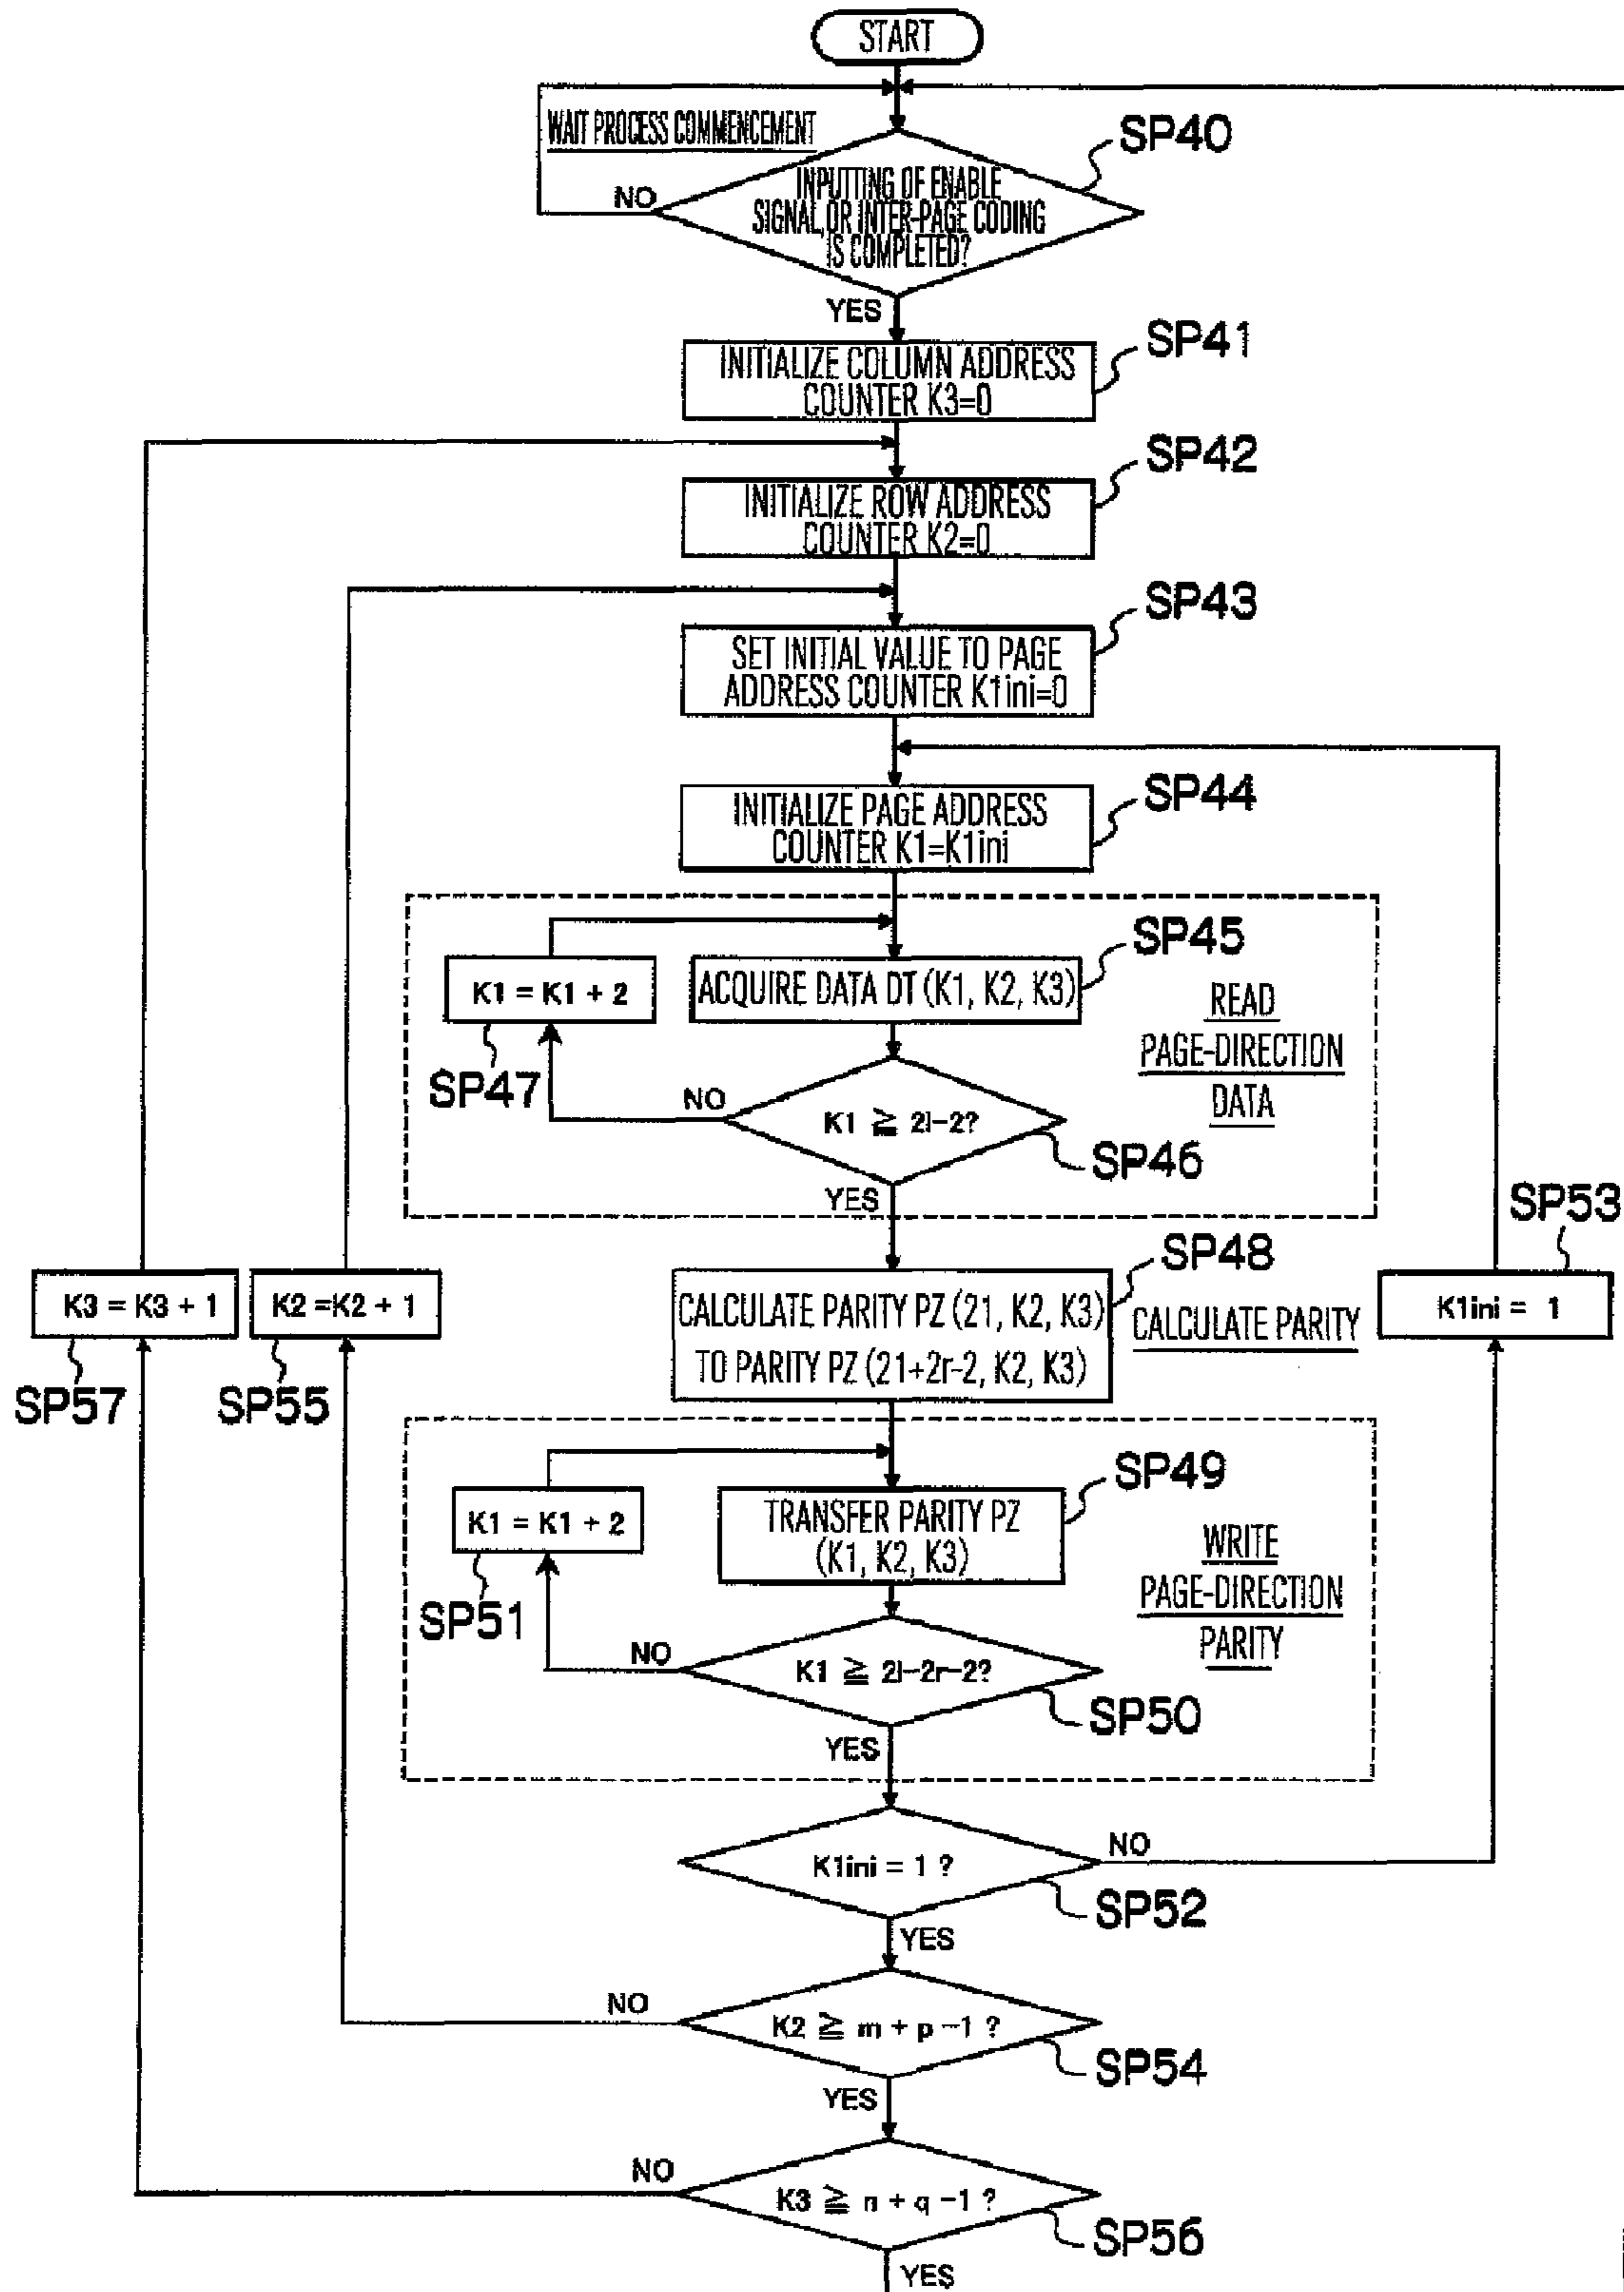 START
WAIT PROCESS COMMENCEMENT
SP40
INPUTTING OF ENABLE
SIGNAL, OR INTER-PAGE CODING
IS COMPLETED?
NO
YES
SP41
INITIALIZE COLUMN ADDRESS
COUNTER K3=0
SP42
INITIALIZE ROW ADDRESS
COUNTER K2=0
SP43
SET INITIAL VALUE TO PAGE
ADDRESS COUNTER K1ini=0
SP44
INITIALIZE PAGE ADDRESS
COUNTER K1=K1ini
SP45
K1 = K1 + 2
ACQUIRE DATA DT (K1, K2, K3)
READ
PAGE-DIRECTION
DATA
SP47
NO
K1 ≧ 2l-2?
SP46
YES
SP53
SP48
K3 = K3 + 1
K2 =K2 + 1
CALCULATE PARITY PZ (21, K2, K3)
TO PARITY PZ (21+2r-2, K2, K3)
CALCULATE PARITY
K1ini = 1
SP57
SP55
SP49
K1 = K1 + 2
TRANSFER PARITY PZ
(K1, K2, K3)
WRITE
PAGE-DIRECTION
PARITY
SP51
NO
K1 ≧ 2l-2r-2?
SP50
YES
K1ini = 1 ?
NO
SP52
YES
NO
K2 ≧ m + p -1 ?
SP54
YES
NO
K3 ≧ n + q -1 ?
SP56
YES